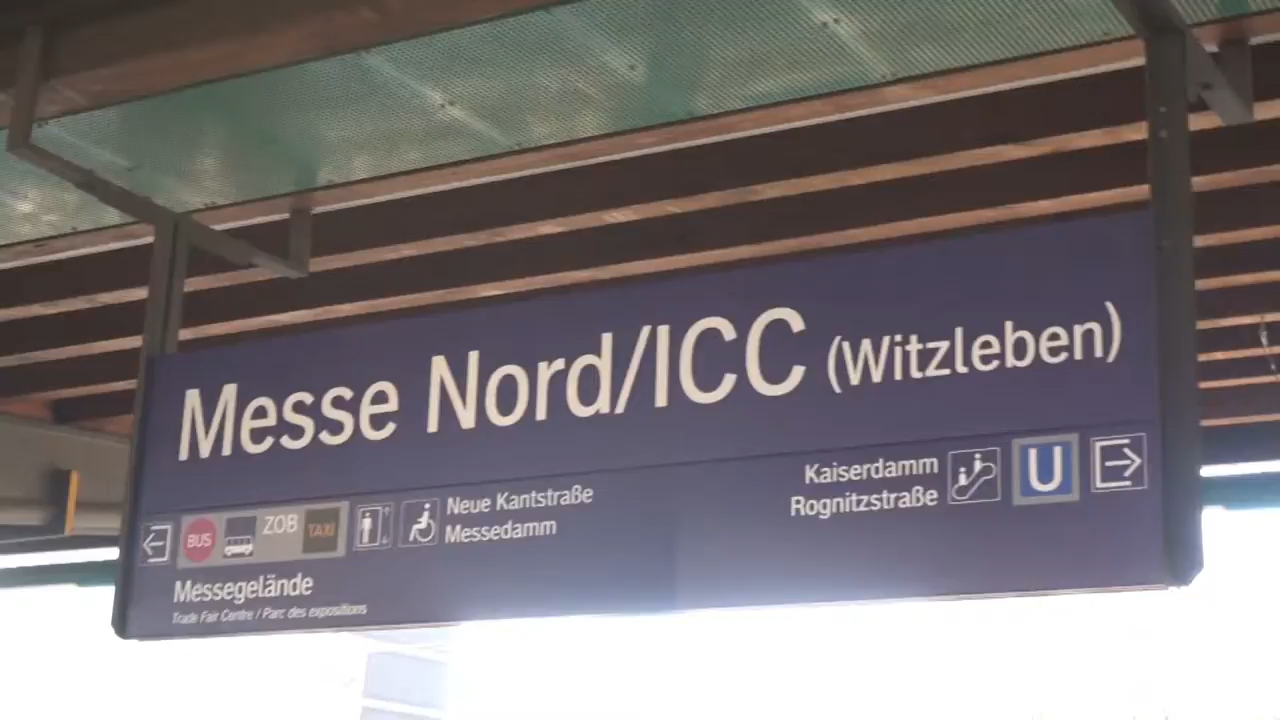 Messe Nord/ICC (Witzleben)
BUS ZOB TAXI
Neue Kantstraße
Messedamm
Messegelände
Trade Fair Centre / Parc des expositions
Kaiserdamm
Rognitzstraße
U